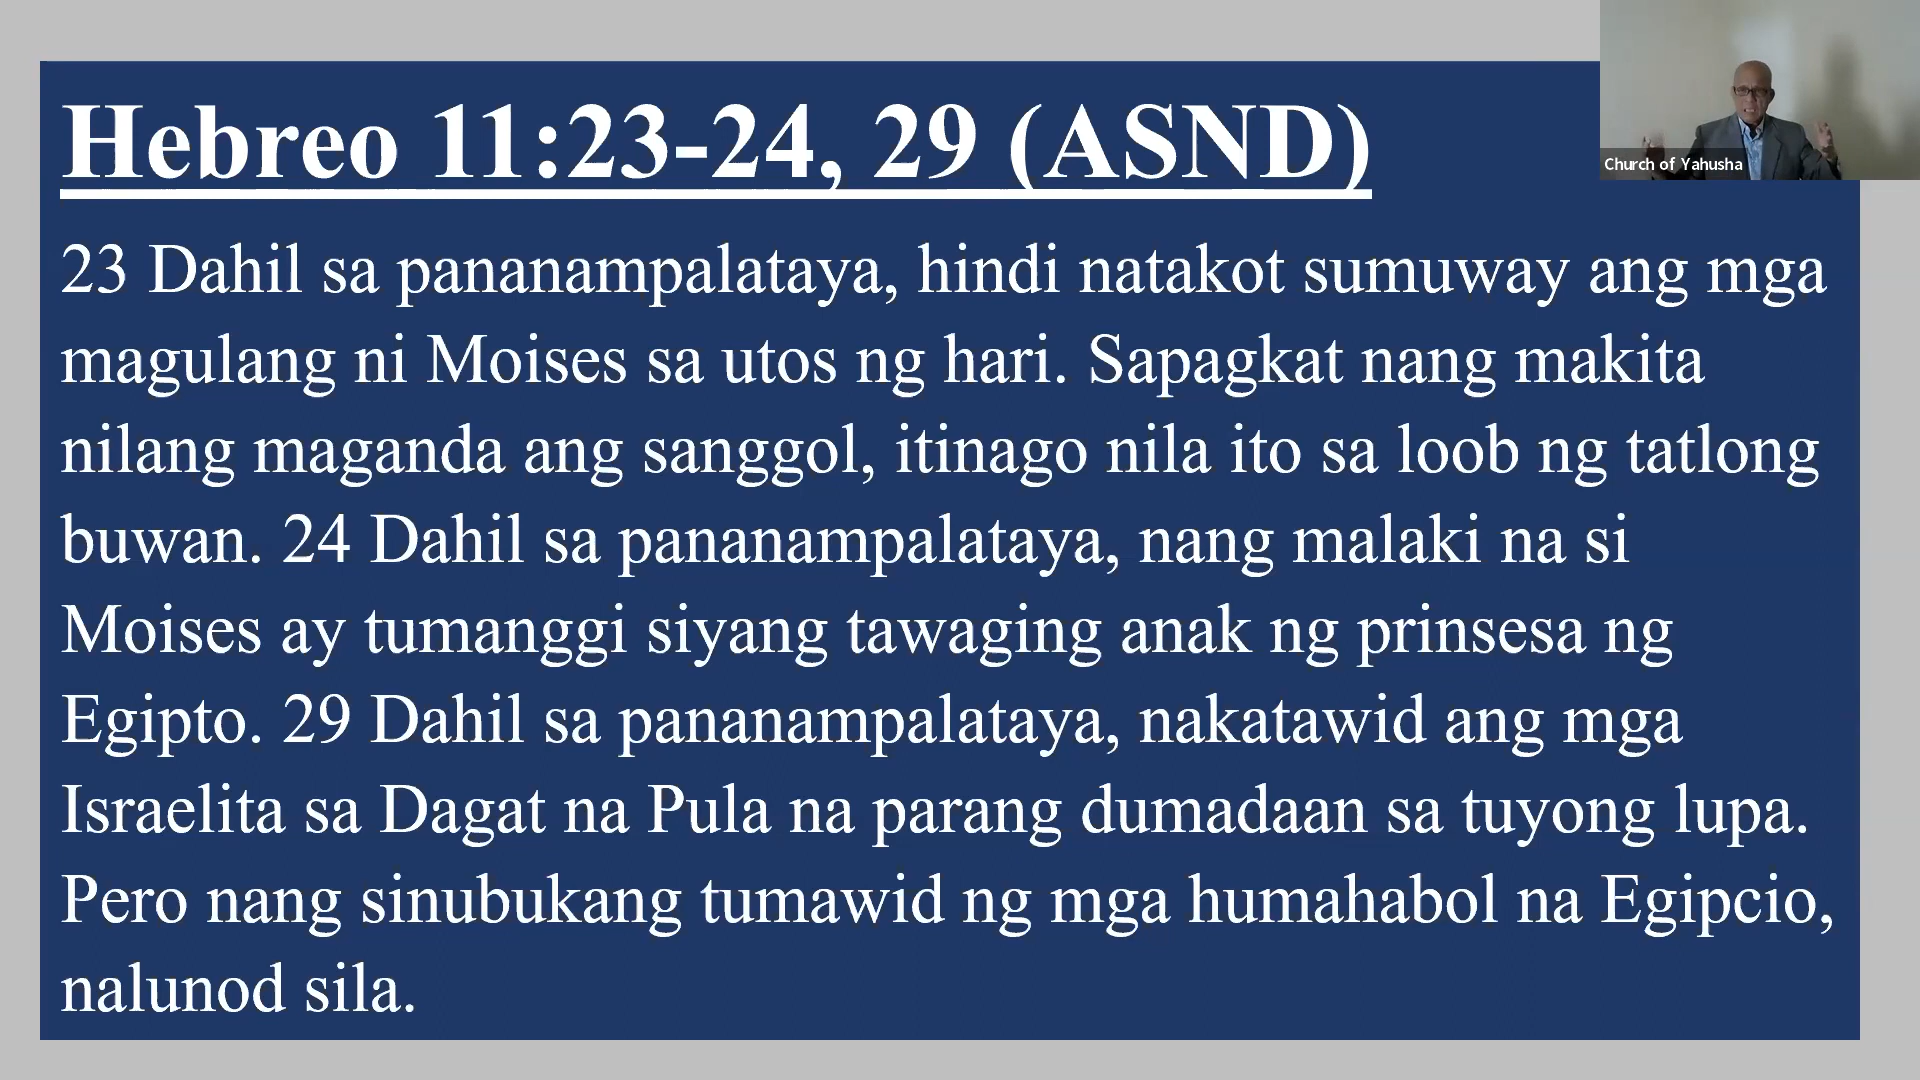 Hebreo 11:23-24, 29 (ASND)
Church of Yahusha
23 Dahil sa pananampalataya, hindi natakot sumuway ang mga
magulang ni Moises sa utos ng hari. Sapagkat nang makita
nilang maganda ang sanggol, itinago nila ito sa loob ng tatlong
buwan. 24 Dahil sa pananampalataya, nang malaki na si
Moises ay tumanggi siyang tawaging anak ng prinsesa ng
Egipto. 29 Dahil sa pananampalataya, nakatawid ang mga
Israelita sa Dagat na Pula na parang dumadaan sa tuyong lupa.
Pero nang sinubukang tumawid ng mga humahabol na Egipcio,
nalunod sila.